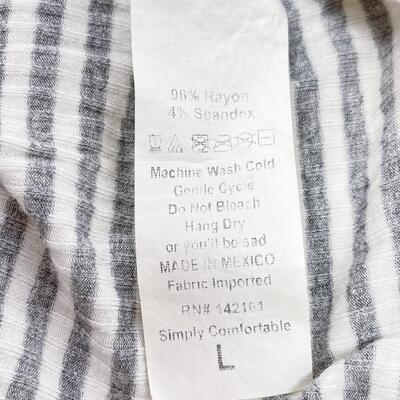 96% Rayon
4% Spandex
Machine Wash Cold
Gentle Cycle
Do Not Bleach
Hang Dry
or you'll be sad
MADE IN MEXICO
Fabric Imported
RN# 142161
Simply Comfortable
L